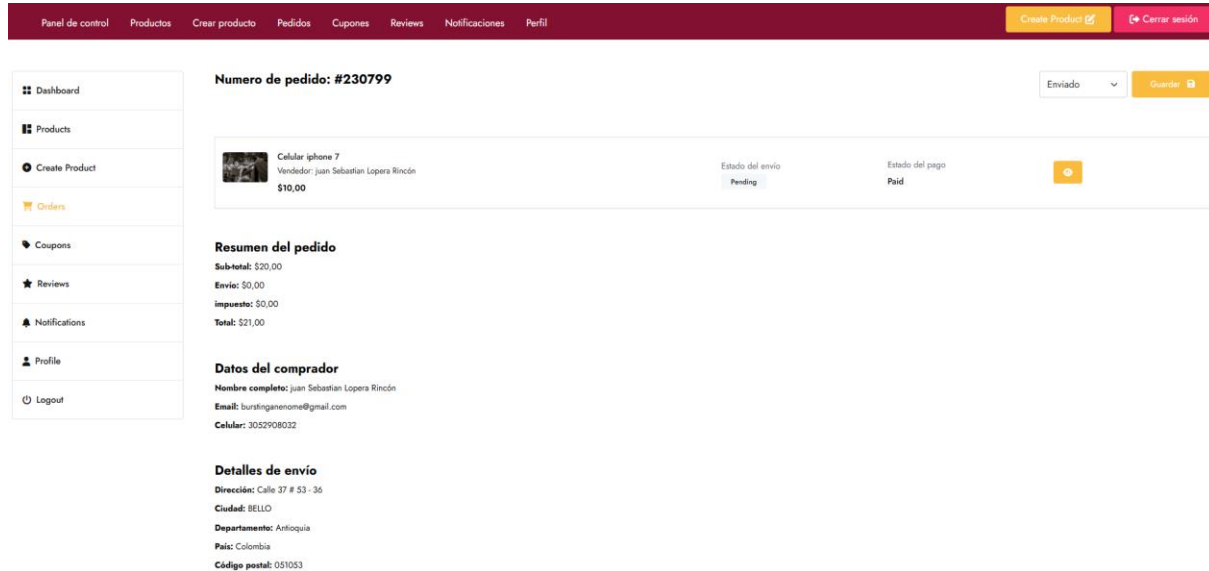 Panel de control Productos Crear producto Pedidos Cupones Reviews Notificaciones Perfil Create Product Cerrar sesión
Dashboard
Products
Create Product
Orders
Coupons
Reviews
Notifications
Profile
Logout
Numero de pedido: #230799
Enviado Guardar
Celular iphone 7
Vendedor: juan Sebastian Lopera Rincón
$10,00
Estado del envío
Pending
Estado del pago
Paid
Resumen del pedido
Sub-total: $20,00
Envio: $0,00
impuesto: $0,00
Total: $21,00
Datos del comprador
Nombre completo: juan Sebastian Lopera Rincón
Email: burstinganenome@gmail.com
Celular: 3052908032
Detalles de envío
Dirección: Calle 37 # 53 - 36
Ciudad: BELLO
Departamento: Antioquia
País: Colombia
Código postal: 051053